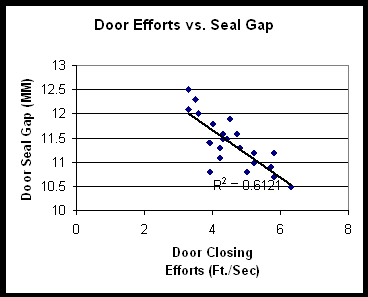 Door Efforts vs. Seal Gap
Door Seal Gap (MM)
13
12.5
12
11.5
11
10.5
10
R² = 0.6121
0 2 4 6 8
Door Closing
Efforts (Ft./Sec)